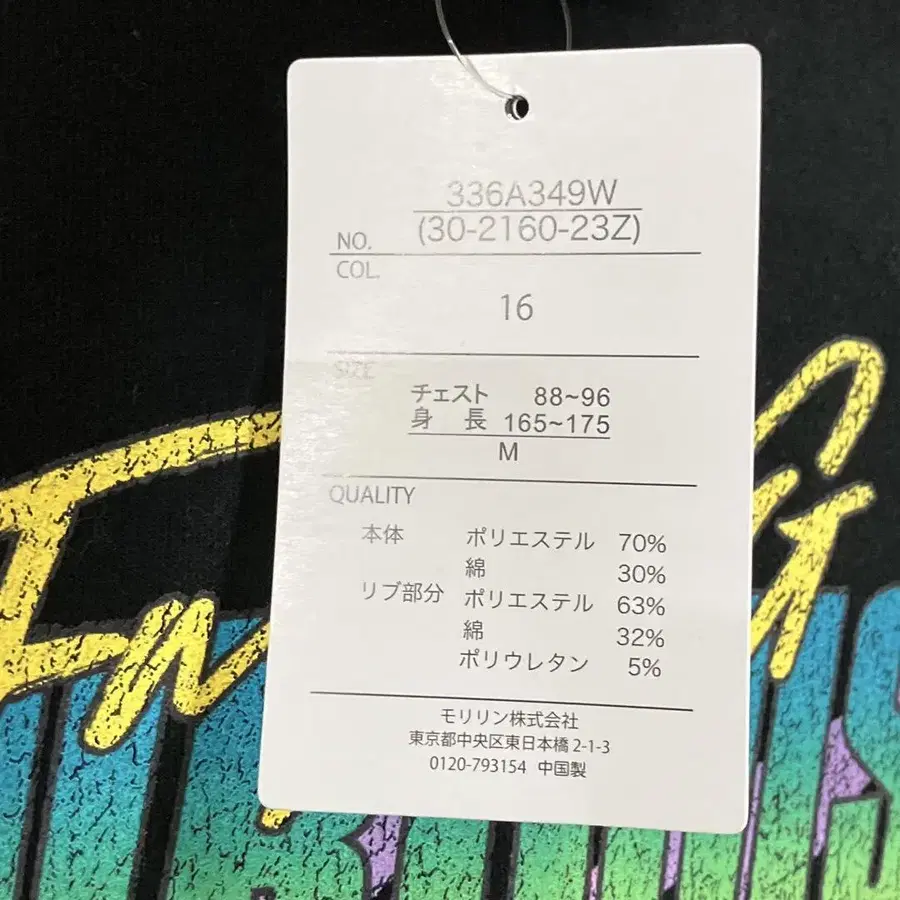 336A349W
NO. (30-2160-23Z)
COL.
16
SIZE
チェスト 88~96
身 長 165~175
M
QUALITY
本体 ポリエステル 70%
綿 30%
リブ部分 ポリエステル 63%
綿 32%
ポリウレタン 5%
モリリン株式会社
東京都中央区東日本橋2-1-3
0120-793154 中国製